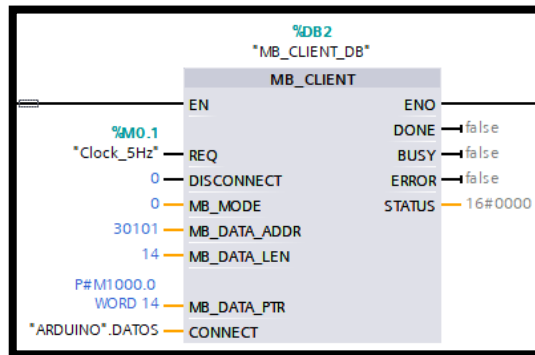 %DB2
"MB_CLIENT_DB"
MB_CLIENT
EN ENO
DONE false
%M0.1
"Clock_5Hz" REQ BUSY false
0 DISCONNECT ERROR false
0 MB_MODE STATUS 16#0000
30101 MB_DATA_ADDR
14 MB_DATA_LEN
P#M1000.0
WORD 14 MB_DATA_PTR
"ARDUINO".DATOS CONNECT